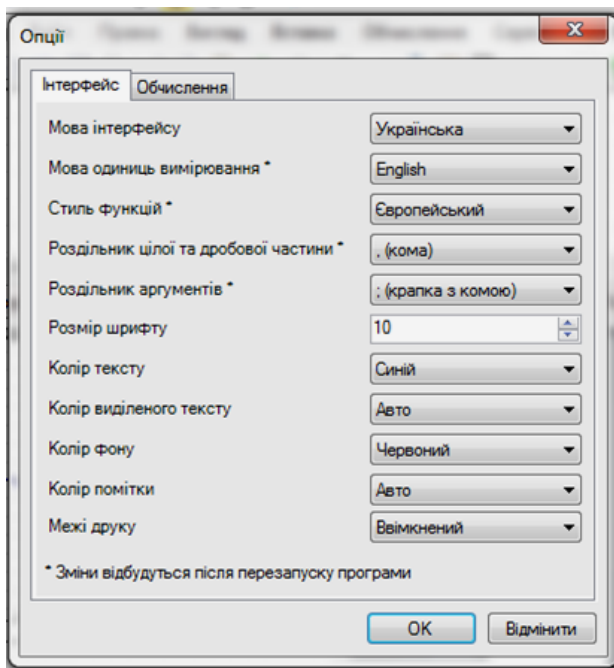 Опції
Інтерфейс Обчислення
Мова інтерфейсу Українська
Мова одиниць вимірювання * English
Стиль функцій * Європейський
Роздільник цілої та дробової частини * , (кома)
Роздільник аргументів * ; (крапка з комою)
Розмір шрифту 10
Колір тексту Синій
Колір виділеного тексту Авто
Колір фону Червоний
Колір помітки Авто
Межі друку Ввімкнений
* Зміни відбудуться після перезапуску програми
OK Відмінити